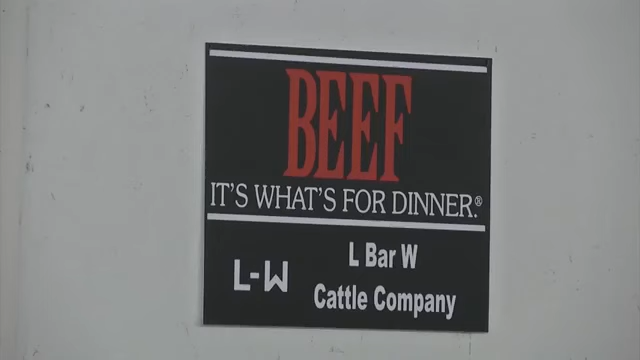 BEEF
IT'S WHAT'S FOR DINNER.®
L-W
L Bar W
Cattle Company